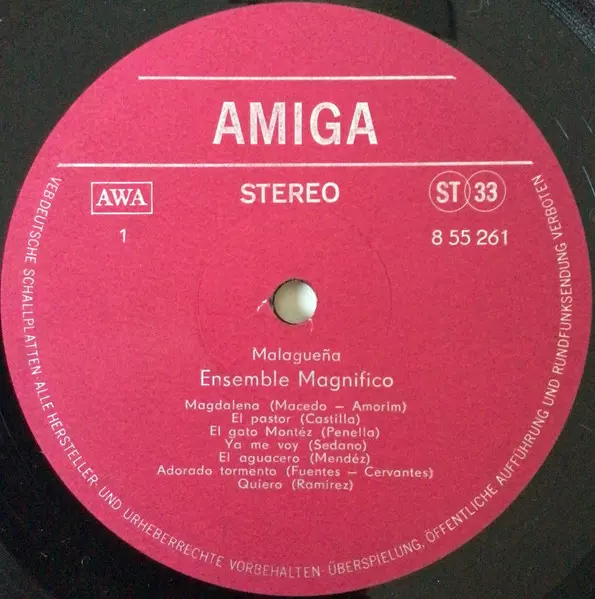 AMIGA
AWA
STEREO
ST 33
1
8 55 261
Malagueña
Ensemble Magnifico
Magdalena (Macedo – Amorim)
El pastor (Castilla)
El gato Montéz (Penella)
Ya me voy (Sedano)
El aguacero (Mendéz)
Adorado tormento (Fuentes – Cervantes)
Quiero (Ramírez)
VEB DEUTSCHE SCHALLPLATTEN · ALLE HERSTELLER- UND URHEBERRECHTE VORBEHALTEN · ÜBERSPIELUNG, ÖFFENTLICHE AUFFÜHRUNG UND RUNDFUNKSENDUNG VERBOTEN